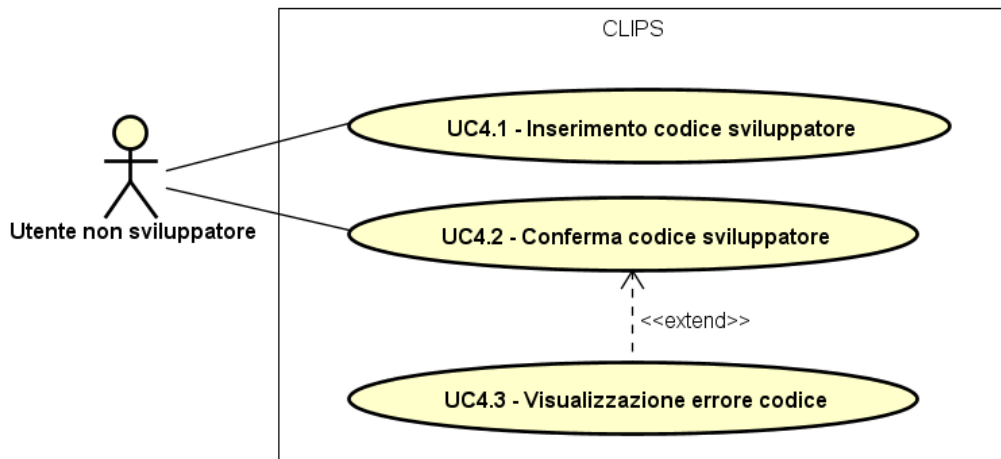 CLIPS
UC4.1 - Inserimento codice sviluppatore
Utente non sviluppatore
UC4.2 - Conferma codice sviluppatore
<<extend>>
UC4.3 - Visualizzazione errore codice